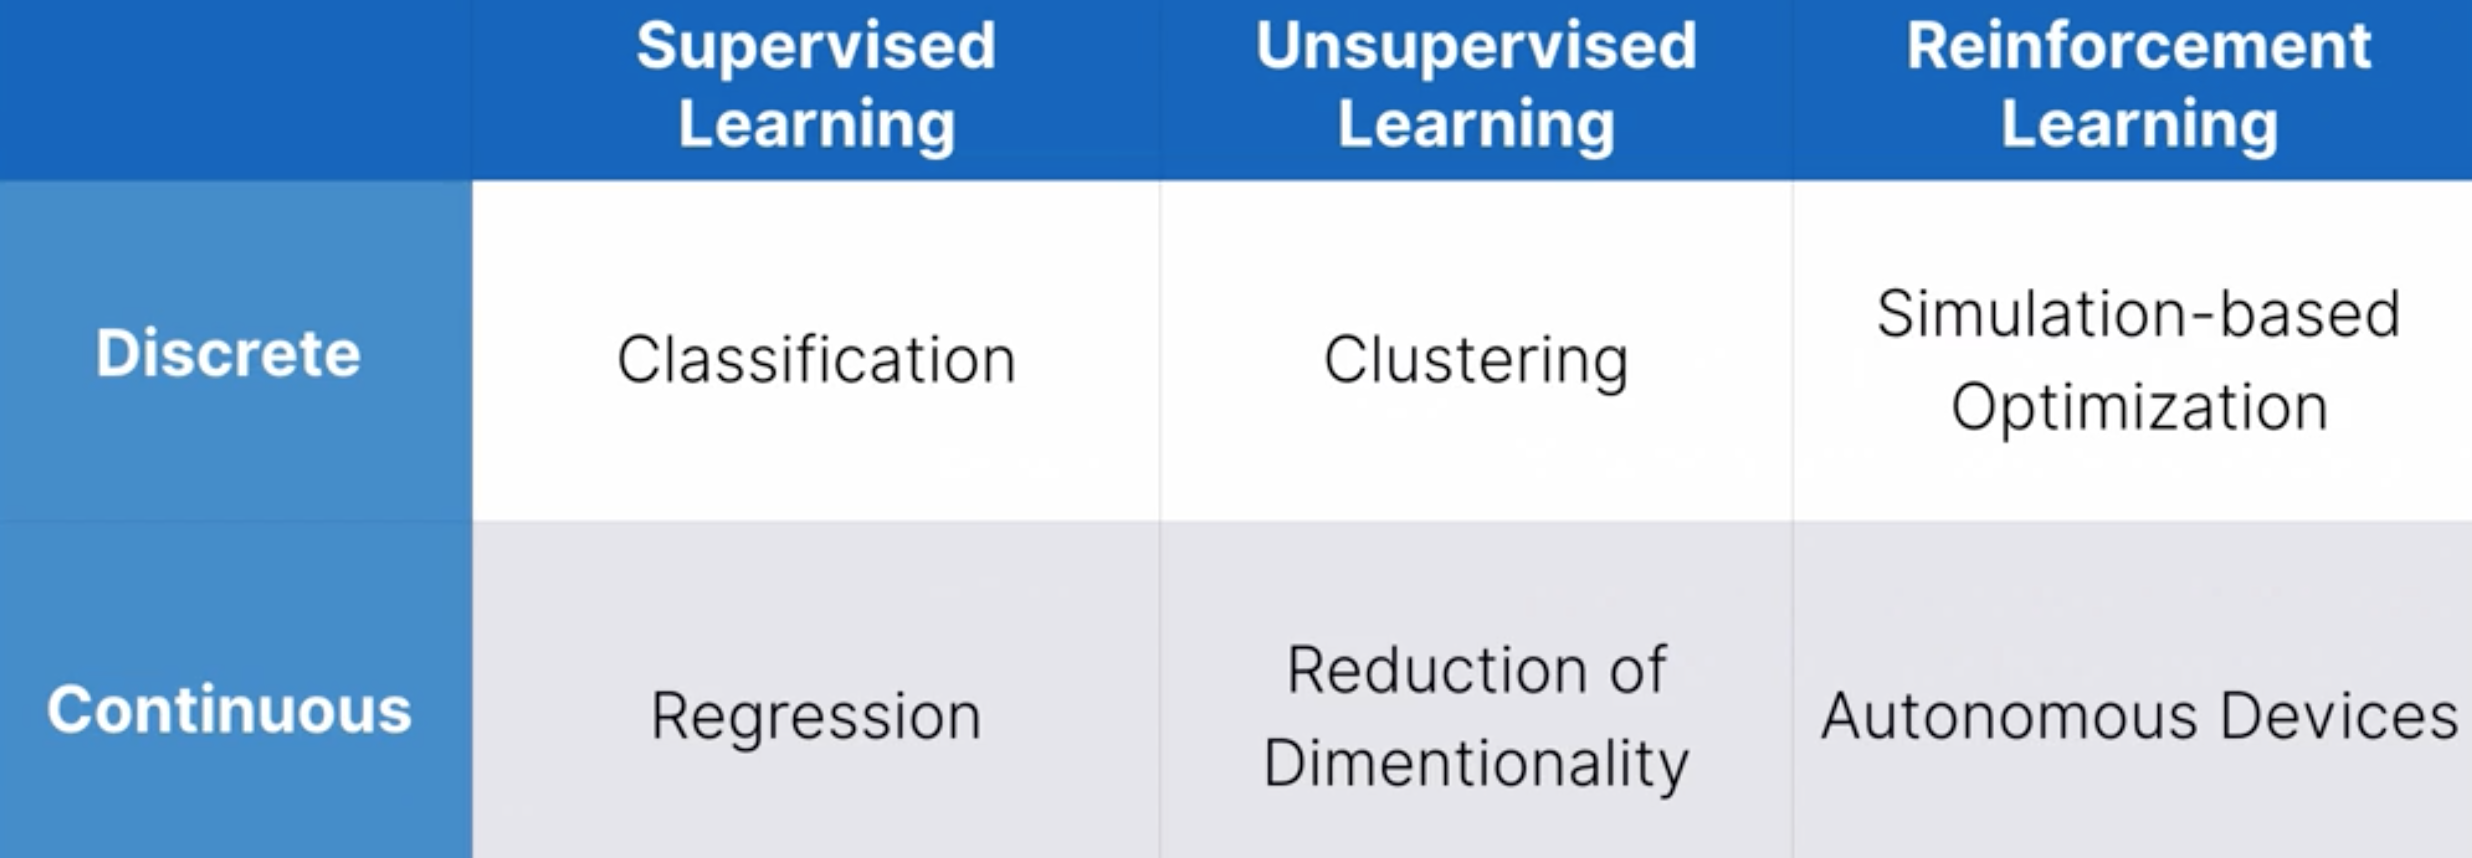 Supervised
Learning
Unsupervised
Learning
Reinforcement
Learning
Discrete
Classification
Clustering
Simulation-based
Optimization
Continuous
Regression
Reduction of
Dimentionality
Autonomous Devices